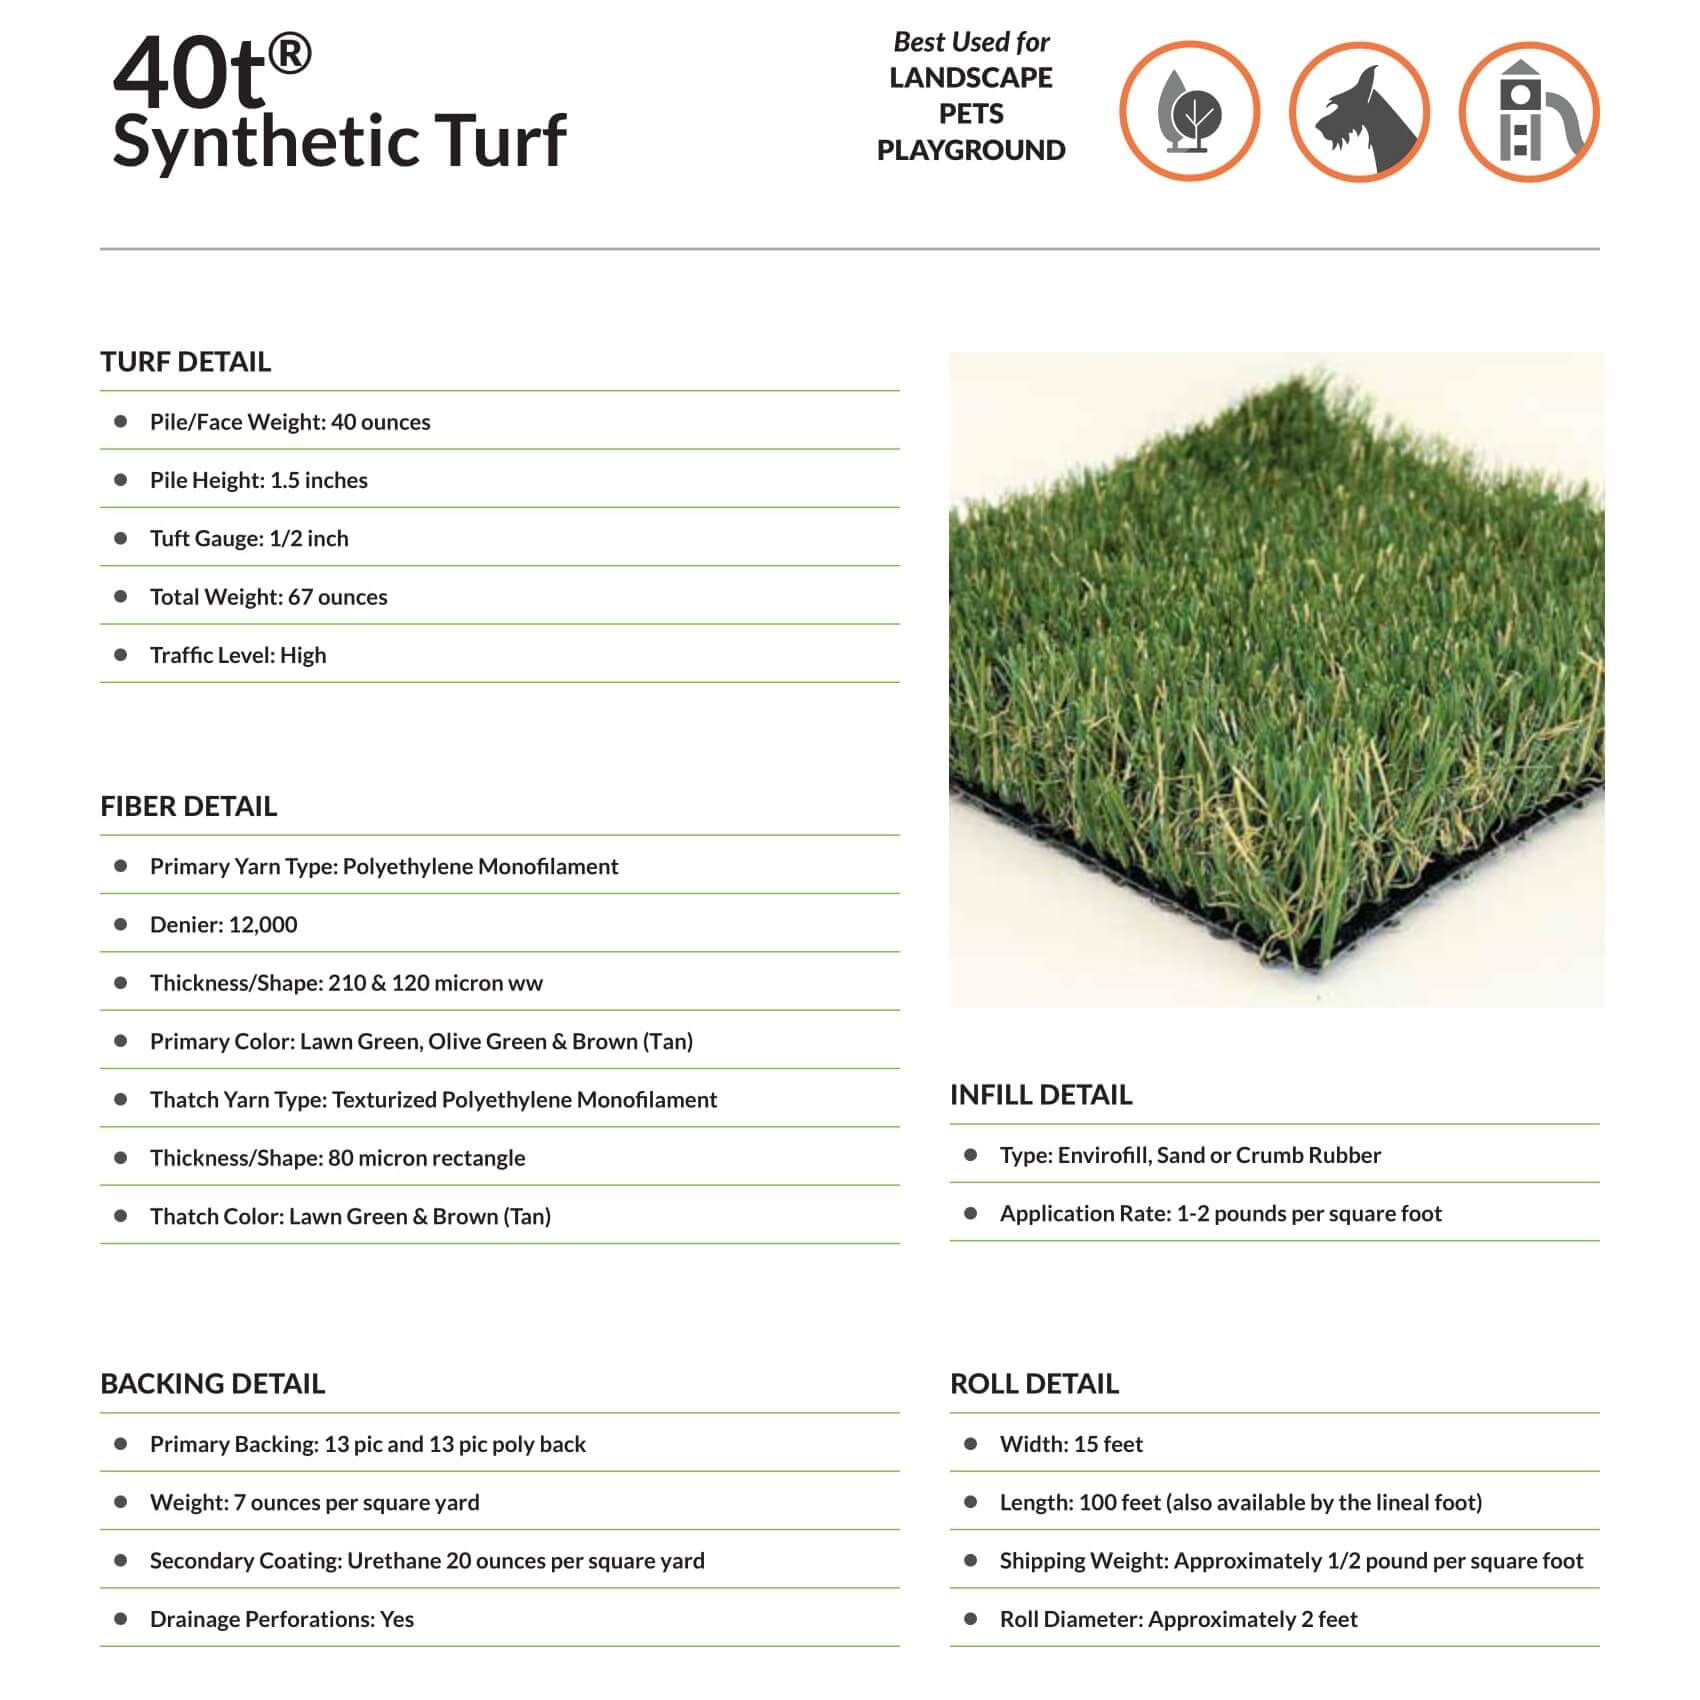 40t®
Synthetic Turf
Best Used for
LANDSCAPE
PETS
PLAYGROUND
TURF DETAIL
Pile/Face Weight: 40 ounces
Pile Height: 1.5 inches
Tuft Gauge: 1/2 inch
Total Weight: 67 ounces
Traffic Level: High
FIBER DETAIL
Primary Yarn Type: Polyethylene Monofilament
Denier: 12,000
Thickness/Shape: 210 & 120 micron ww
Primary Color: Lawn Green, Olive Green & Brown (Tan)
Thatch Yarn Type: Texturized Polyethylene Monofilament
Thickness/Shape: 80 micron rectangle
Thatch Color: Lawn Green & Brown (Tan)
INFILL DETAIL
Type: Envirofill, Sand or Crumb Rubber
Application Rate: 1-2 pounds per square foot
BACKING DETAIL
Primary Backing: 13 pic and 13 pic poly back
Weight: 7 ounces per square yard
Secondary Coating: Urethane 20 ounces per square yard
Drainage Perforations: Yes
ROLL DETAIL
Width: 15 feet
Length: 100 feet (also available by the lineal foot)
Shipping Weight: Approximately 1/2 pound per square foot
Roll Diameter: Approximately 2 feet